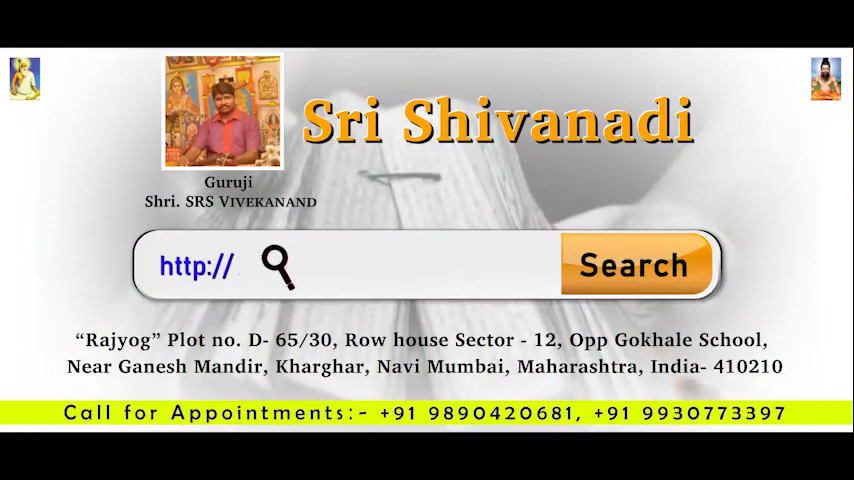 Sri Shivanadi
Guruji
Shri. SRS VIVEKANAND
http://
Search
“Rajyog” Plot no. D- 65/30, Row house Sector - 12, Opp Gokhale School,
Near Ganesh Mandir, Kharghar, Navi Mumbai, Maharashtra, India- 410210
Call for Appointments:- +91 9890420681, +91 9930773397